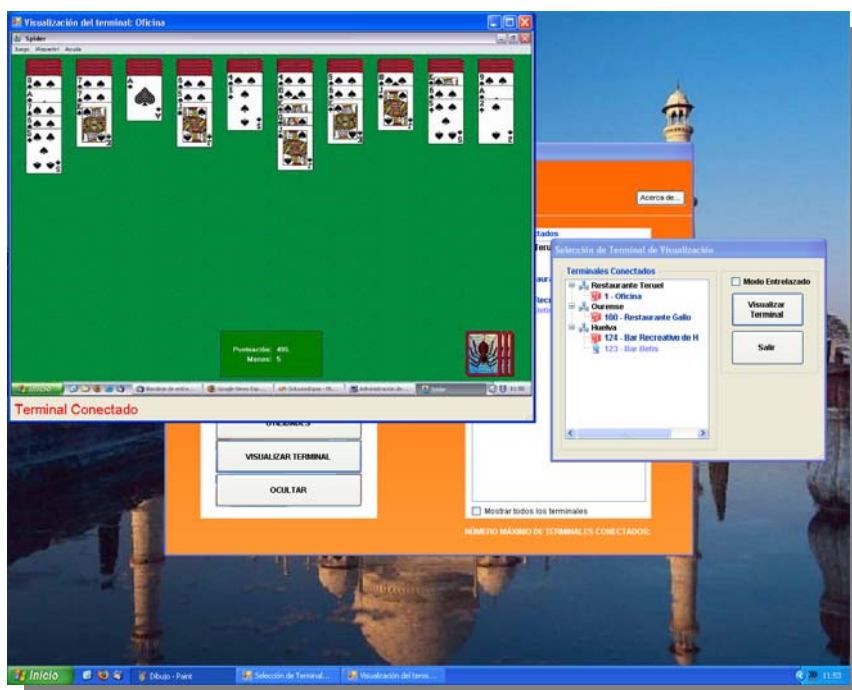 Visualización del terminal: Oficina
Spider
Juego ¡Repartir! Ayuda
Puntuación: 495
Manos: 5
Inicio
Spider
Terminal Conectado
Acerca de...
Selección de Terminal de Visualización
Terminales Conectados
Restaurante Teruel
1 - Oficina
Ourense
100 - Restaurante Gallo
Huelva
124 - Bar Recreativo de H
123 - Bar Betis
Modo Entrelazado
Visualizar
Terminal
Salir
UTILIDADES
VISUALIZAR TERMINAL
OCULTAR
Mostrar todos los terminales
NÚMERO MÁXIMO DE TERMINALES CONECTADOS:
Inicio
Dibujo - Paint
Selección de Terminal...
Visualización del termi...
11:53